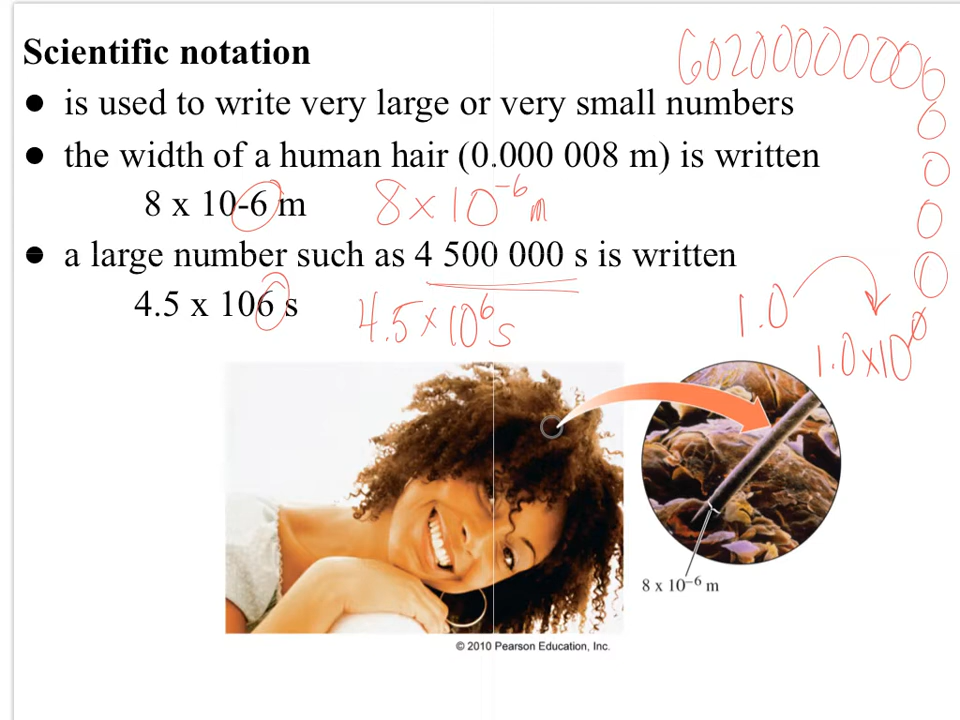 Scientific notation
● is used to write very large or very small numbers
● the width of a human hair (0.000 008 m) is written
8 x 10-6 m 8 x 10⁻⁶ m
● a large number such as 4 500 000 s is written
4.5 x 106 s 4.5 x 10⁶ s
1.0
1.0 x 10⁰
8 x 10⁻⁶ m
© 2010 Pearson Education, Inc.